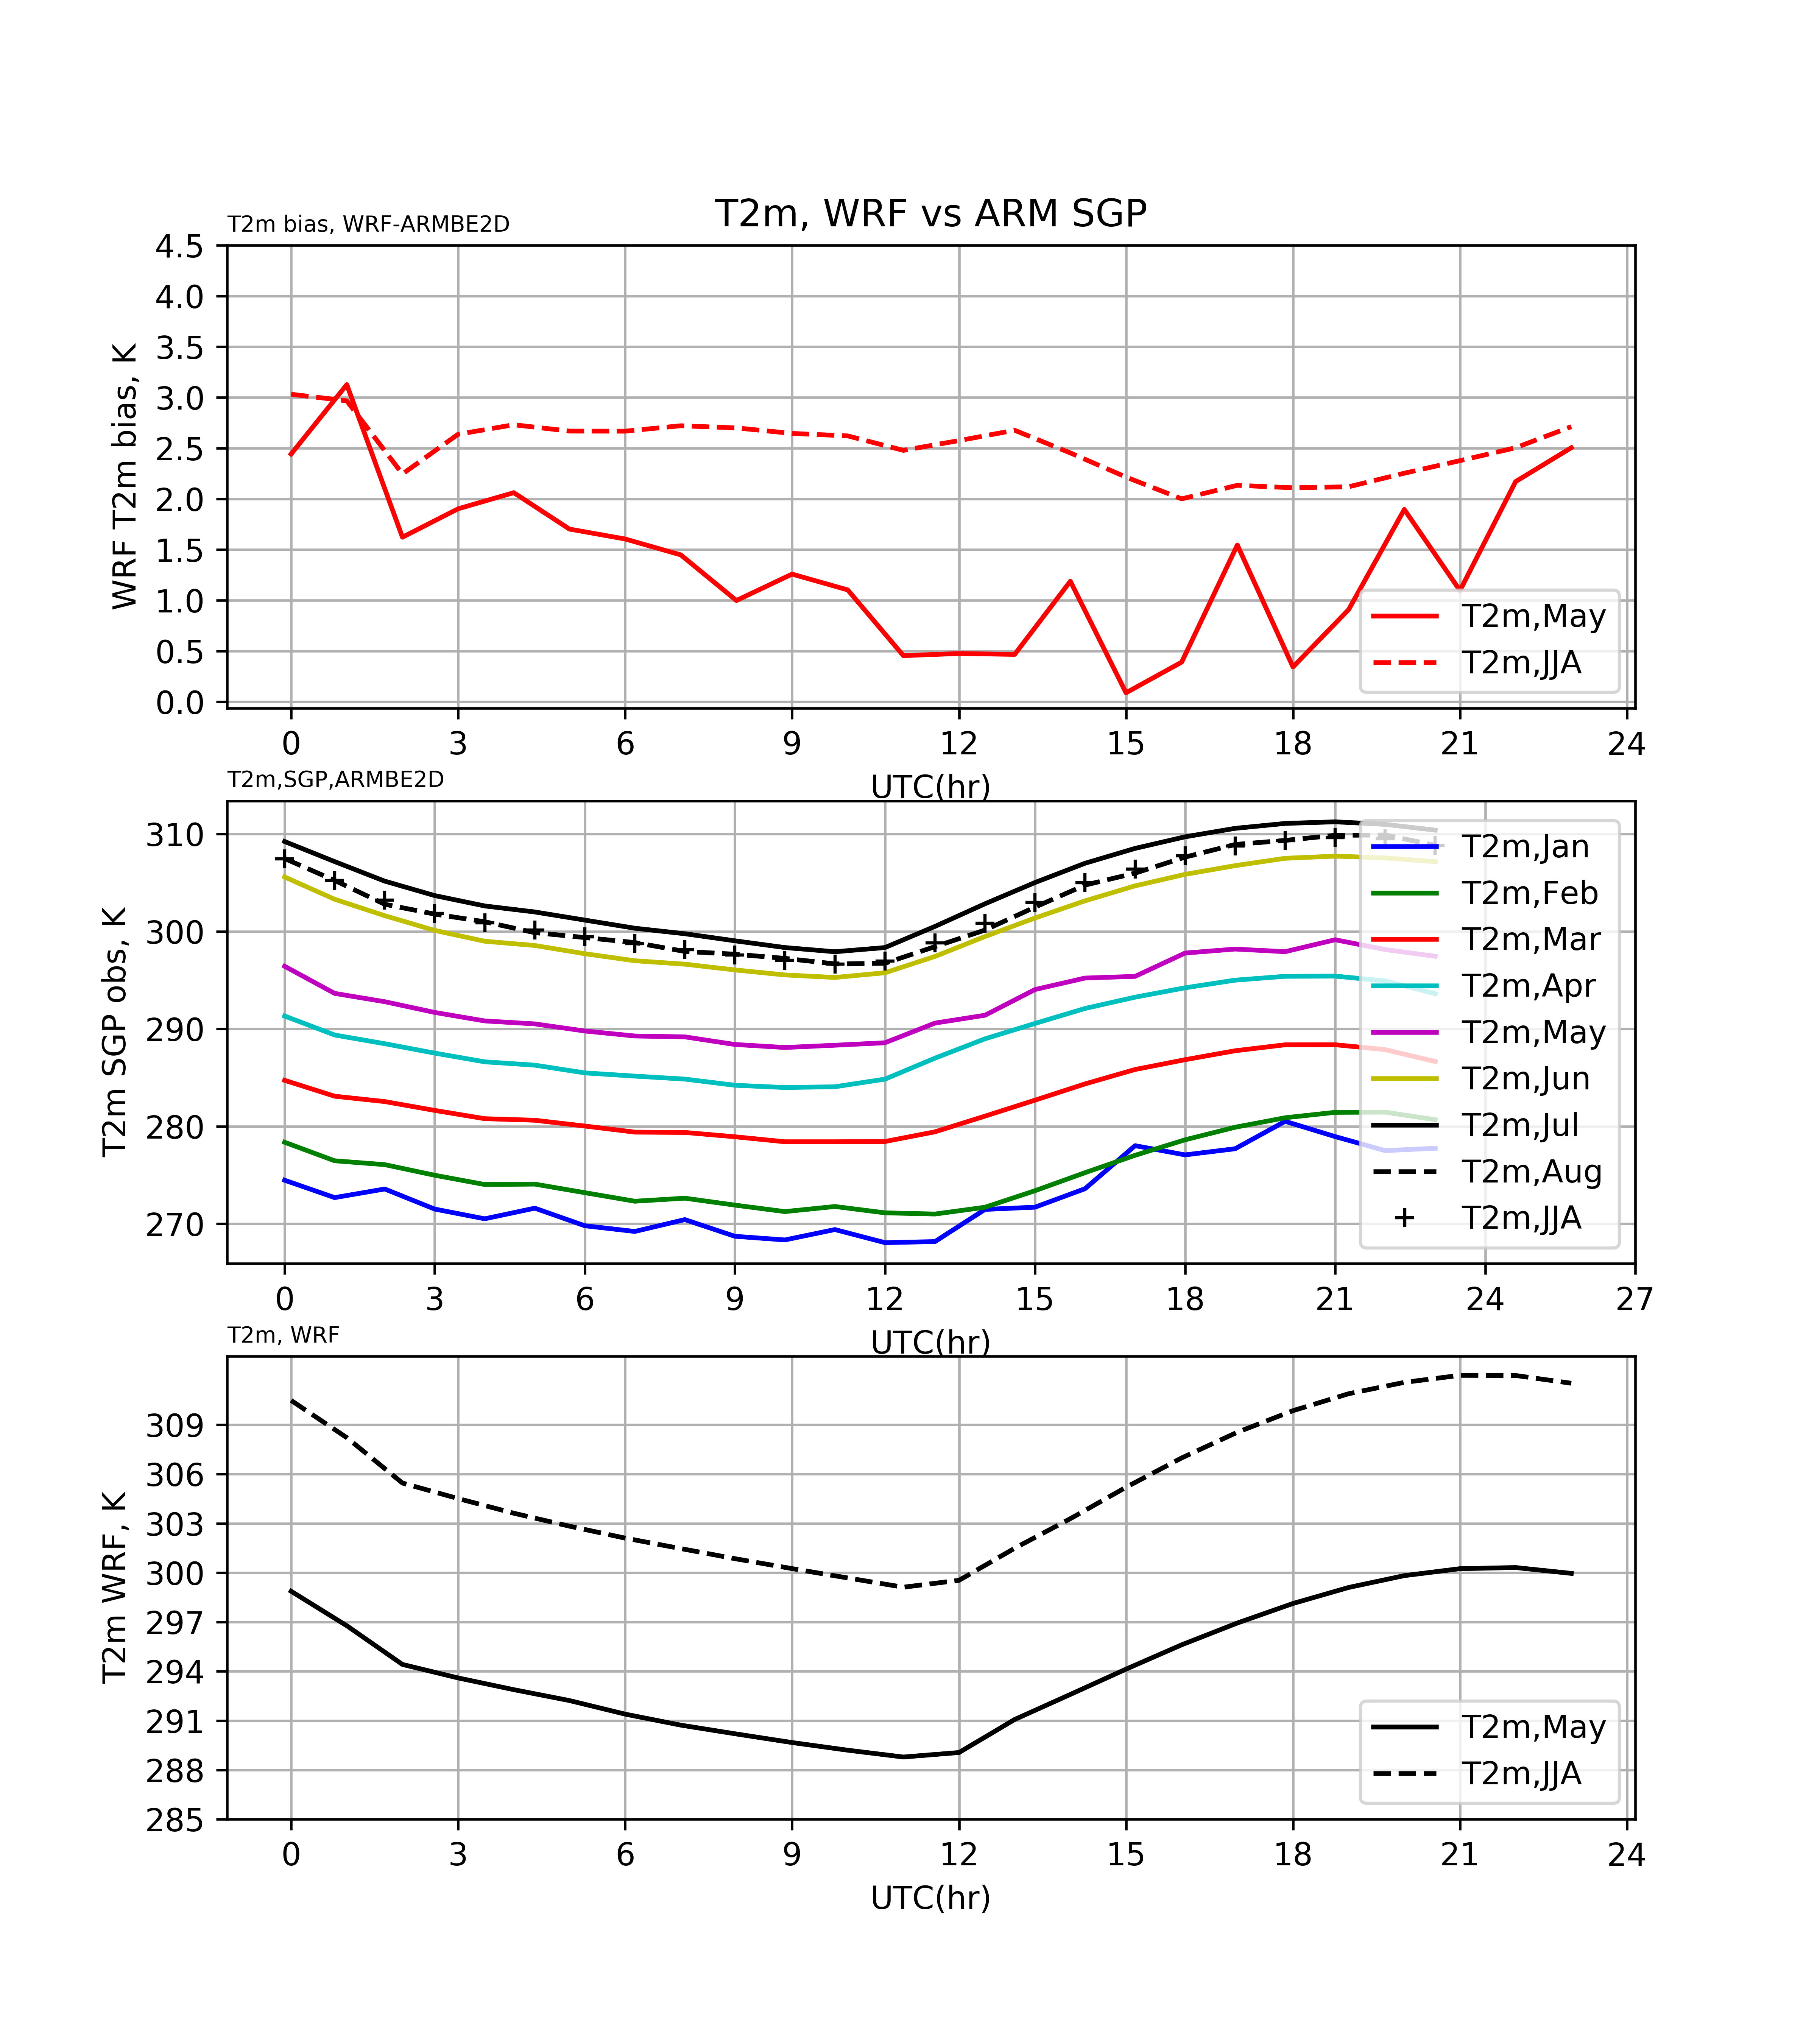 T2m, WRF vs ARM SGP
T2m bias, WRF-ARMBE2D
WRF T2m bias, K
4.5
4.0
3.5
3.0
2.5
2.0
1.5
1.0
0.5
0.0
T2m,May
T2m,JJA
0 3 6 9 12 15 18 21 24
UTC(hr)
T2m,SGP,ARMBE2D
T2m SGP obs, K
310
300
290
280
270
T2m,Jan
T2m,Feb
T2m,Mar
T2m,Apr
T2m,May
T2m,Jun
T2m,Jul
T2m,Aug
T2m,JJA
0 3 6 9 12 15 18 21 24 27
UTC(hr)
T2m, WRF
T2m WRF, K
309
306
303
300
297
294
291
288
285
T2m,May
T2m,JJA
0 3 6 9 12 15 18 21 24
UTC(hr)